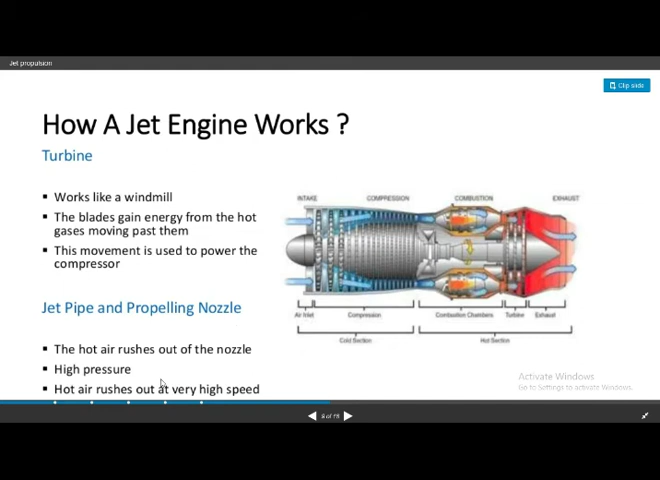 Jet propulsion
Clip slide
How A Jet Engine Works ?
Turbine
▪ Works like a windmill
▪ The blades gain energy from the hot
gases moving past them
▪ This movement is used to power the
compressor
Jet Pipe and Propelling Nozzle
▪ The hot air rushes out of the nozzle
▪ High pressure
▪ Hot air rushes out at very high speed
INTAKE COMPRESSION COMBUSTION EXHAUST
Air Inlet Compression Combustion Chambers Turbine Exhaust
Cold Section Hot Section
Activate Windows
Go to Settings to activate Windows.